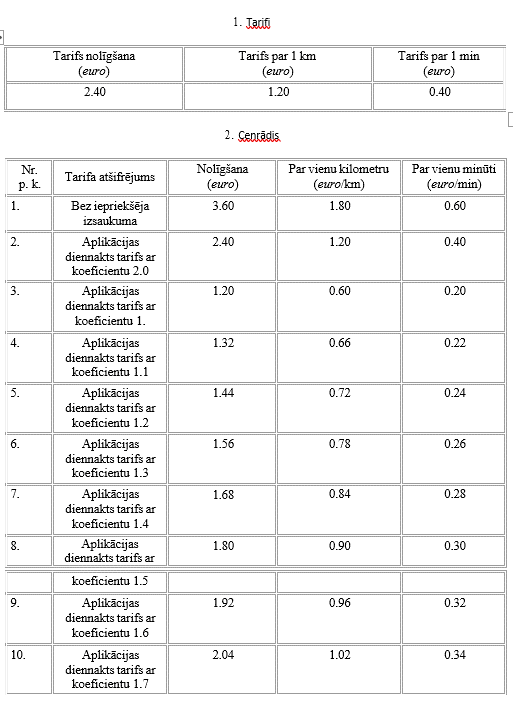 1. Tarifi
Tarifs nolīgšana
(euro)
Tarifs par 1 km
(euro)
Tarifs par 1 min
(euro)
2.40
1.20
0.40
2. Cenrādis
Nr.
p. k.
Tarifa atšifrējums
Nolīgšana
(euro)
Par vienu kilometru
(euro/km)
Par vienu minūti
(euro/min)
1.
Bez iepriekšēja
izsaukuma
3.60
1.80
0.60
2.
Aplikācijas
diennakts tarifs ar
koeficientu 2.0
2.40
1.20
0.40
3.
Aplikācijas
diennakts tarifs ar
koeficientu 1.
1.20
0.60
0.20
4.
Aplikācijas
diennakts tarifs ar
koeficientu 1.1
1.32
0.66
0.22
5.
Aplikācijas
diennakts tarifs ar
koeficientu 1.2
1.44
0.72
0.24
6.
Aplikācijas
diennakts tarifs ar
koeficientu 1.3
1.56
0.78
0.26
7.
Aplikācijas
diennakts tarifs ar
koeficientu 1.4
1.68
0.84
0.28
8.
Aplikācijas
diennakts tarifs ar
1.80
0.90
0.30
koeficientu 1.5
9.
Aplikācijas
diennakts tarifs ar
koeficientu 1.6
1.92
0.96
0.32
10.
Aplikācijas
diennakts tarifs ar
koeficientu 1.7
2.04
1.02
0.34